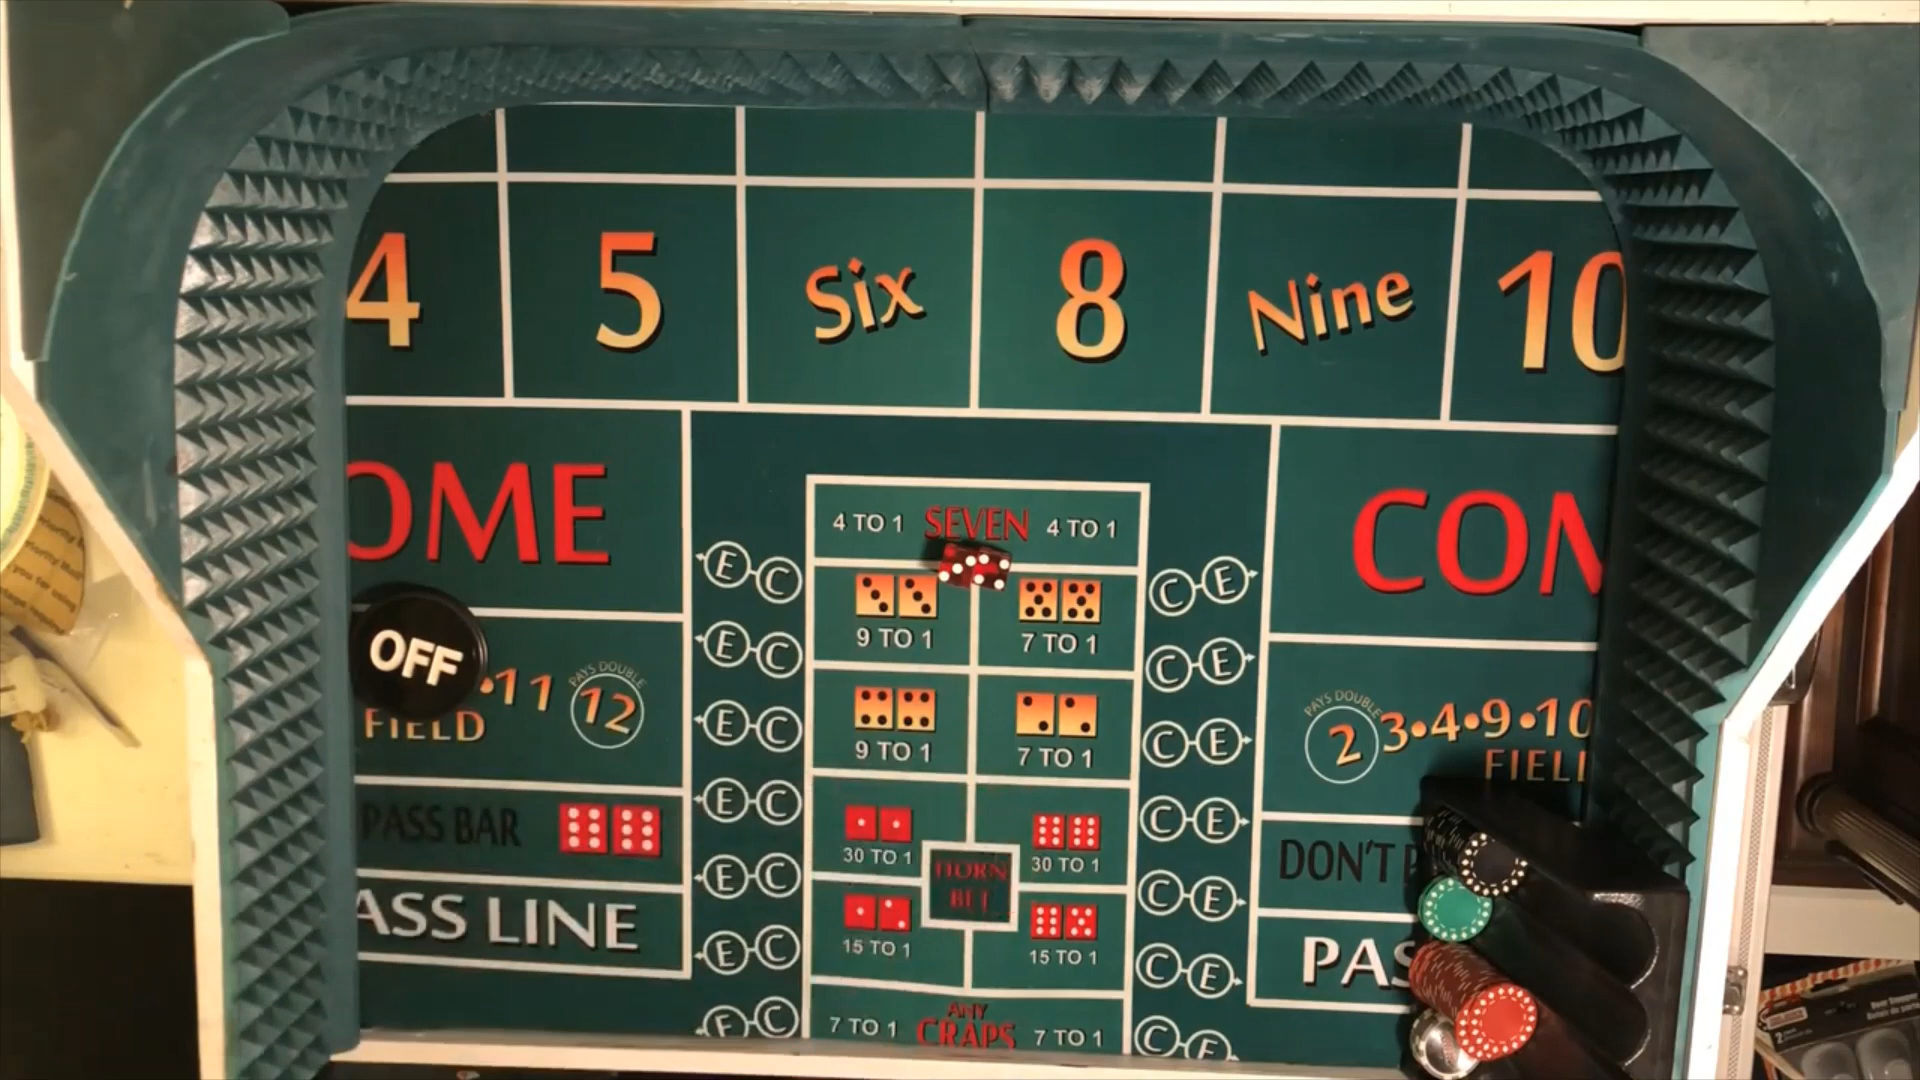 4 5 Six 8 Nine 10
OME
COM
4 TO 1 SEVEN 4 TO 1
E C
C E
9 TO 1
7 TO 1
E C
C E
OFF
•11
PAYS DOUBLE
12
FIELD
PAYS DOUBLE
2 3•4•9•10
FIEL
E C
C E
9 TO 1
7 TO 1
E C
C E
PASS BAR
DON'T P
30 TO 1
30 TO 1
HORN
BET
E C
C E
ASS LINE
PAS
15 TO 1
15 TO 1
E C
C E
ANY
7 TO 1 CRAPS 7 TO 1
E C
C E
Door Stopper